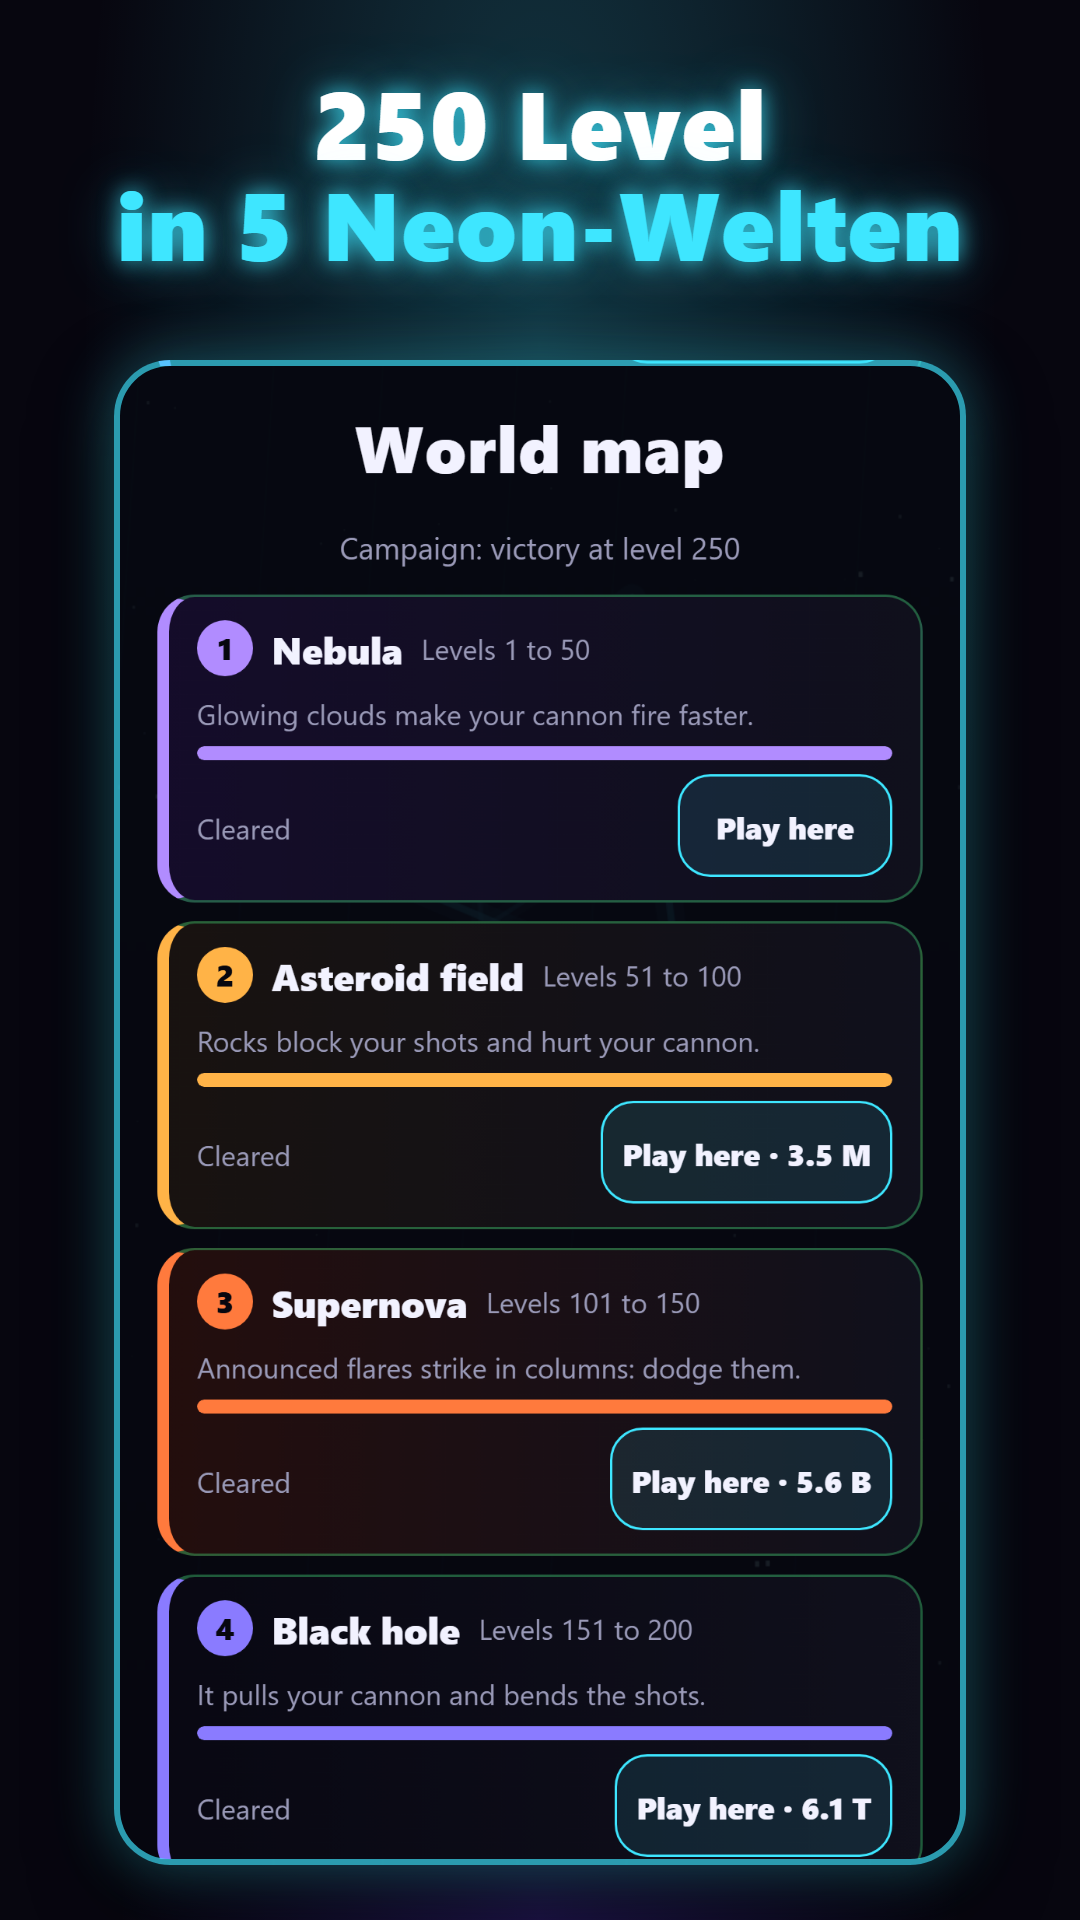 250 Level
in 5 Neon-Welten
World map
Campaign: victory at level 250
1 Nebula Levels 1 to 50
Glowing clouds make your cannon fire faster.
Cleared Play here
2 Asteroid field Levels 51 to 100
Rocks block your shots and hurt your cannon.
Cleared Play here · 3.5 M
3 Supernova Levels 101 to 150
Announced flares strike in columns: dodge them.
Cleared Play here · 5.6 B
4 Black hole Levels 151 to 200
It pulls your cannon and bends the shots.
Cleared Play here · 6.1 T